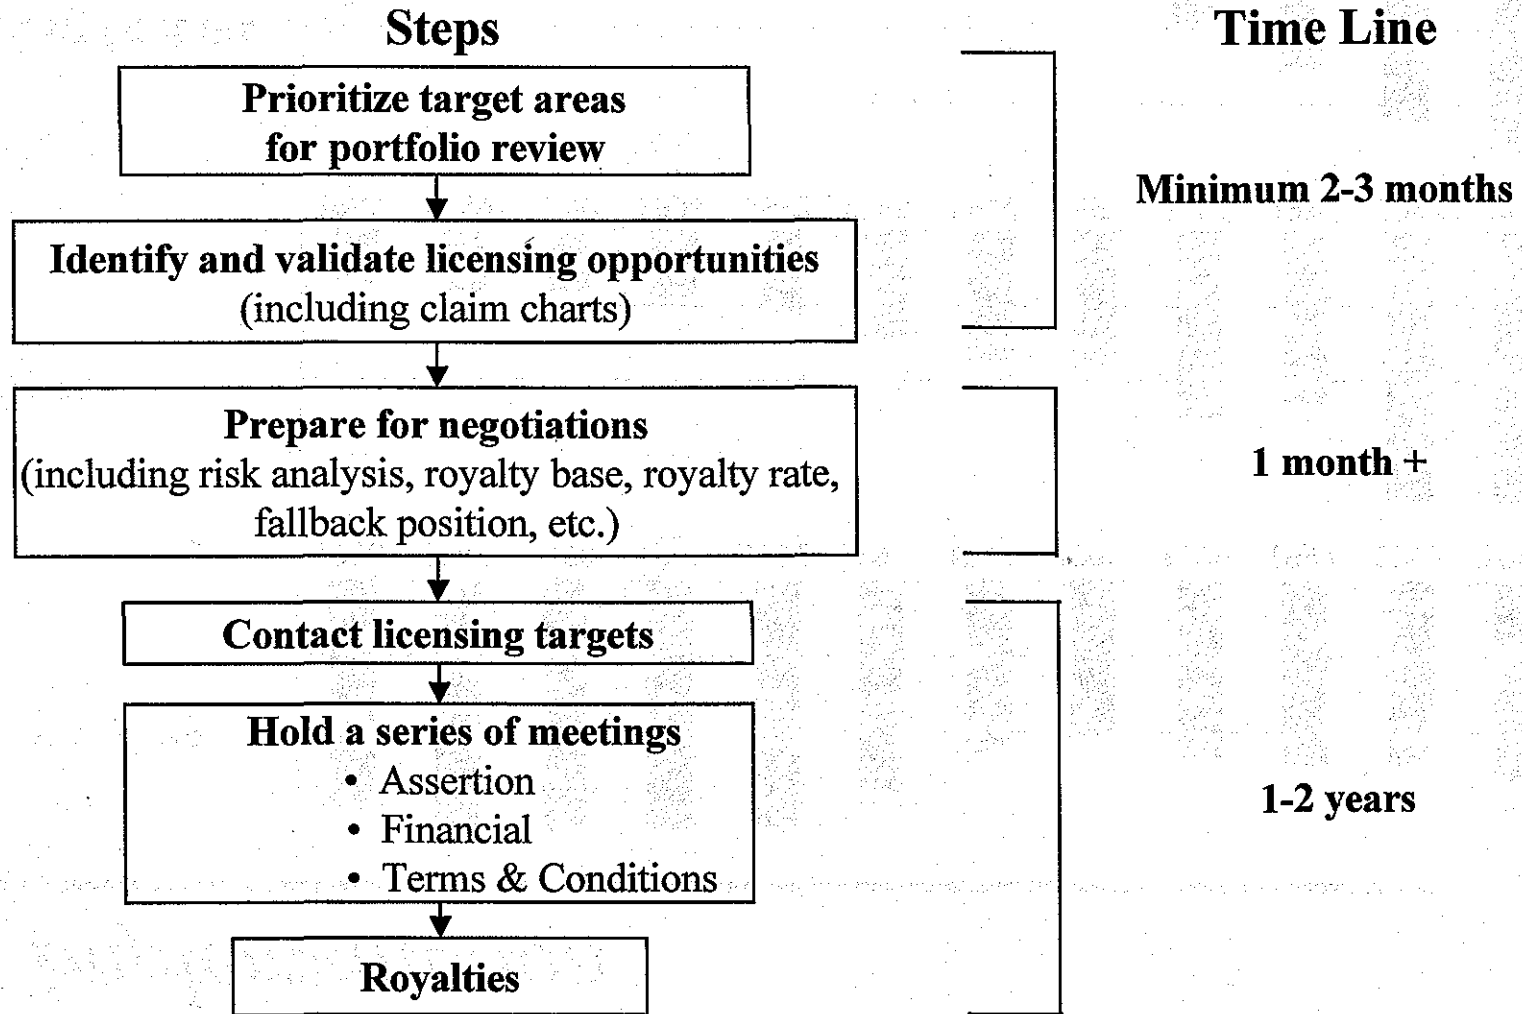 Steps
Time Line
Prioritize target areas
for portfolio review
Minimum 2-3 months
Identify and validate licensing opportunities
(including claim charts)
Prepare for negotiations
(including risk analysis, royalty base, royalty rate,
fallback position, etc.)
1 month +
Contact licensing targets
Hold a series of meetings
• Assertion
• Financial
• Terms & Conditions
1-2 years
Royalties